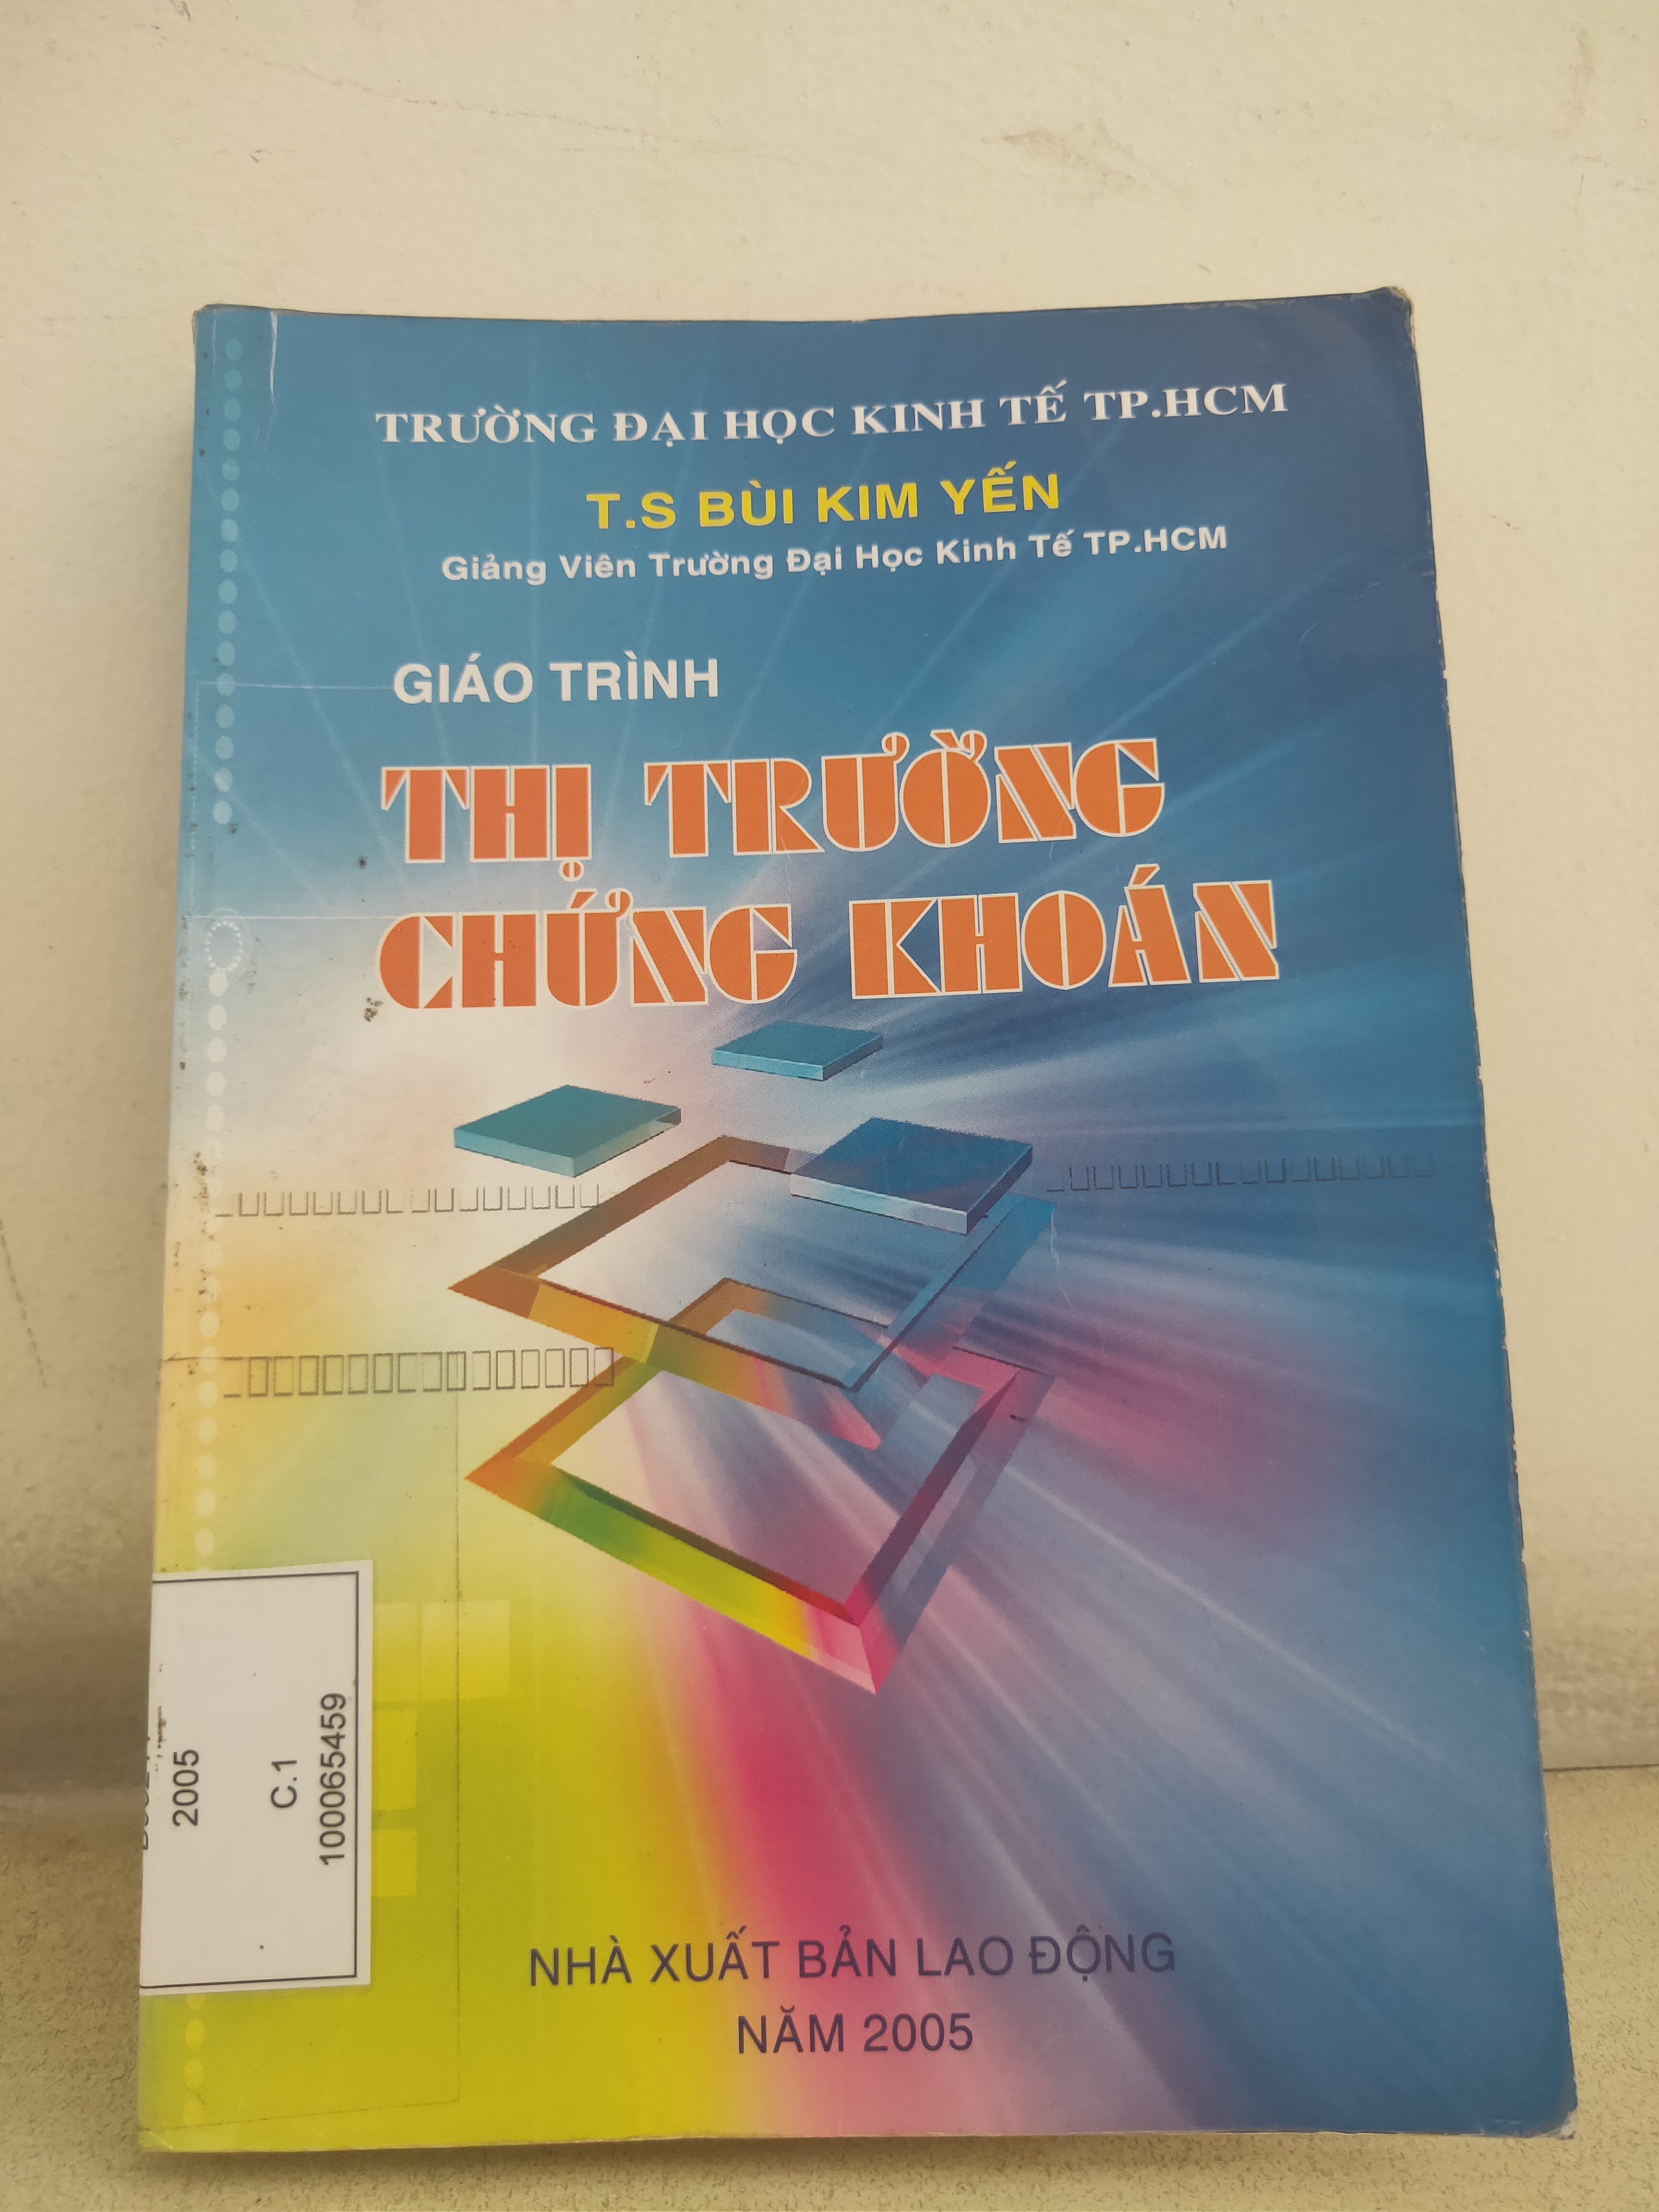 TRƯỜNG ĐẠI HỌC KINH TẾ TP.HCM
T.S BÙI KIM YẾN
Giảng Viên Trường Đại Học Kinh Tế TP.HCM
GIÁO TRÌNH
THỊ TRƯỜNG
CHỨNG KHOÁN
2005
C.1
10065459
NHÀ XUẤT BẢN LAO ĐỘNG
NĂM 2005